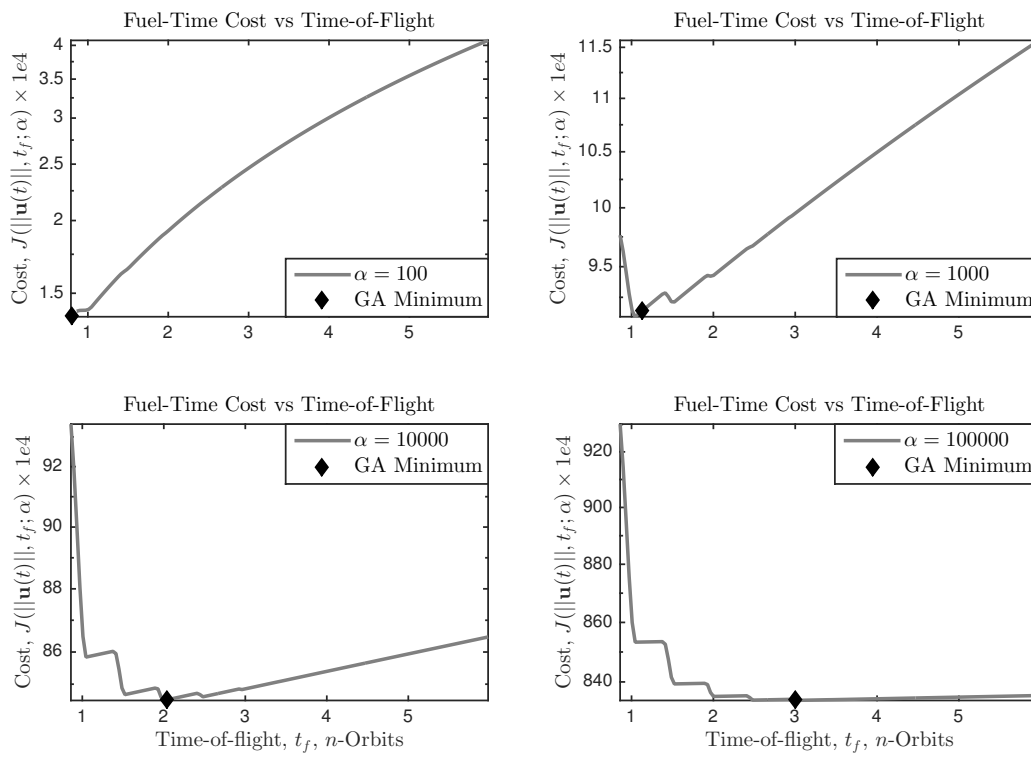 Fuel-Time Cost vs Time-of-Flight
Cost, J(||u(t)||, t_f; α) × 1e4
4
3.5
3
2.5
2
1.5
1 2 3 4 5
α = 100
GA Minimum
Fuel-Time Cost vs Time-of-Flight
Cost, J(||u(t)||, t_f; α) × 1e4
11.5
11
10.5
10
9.5
1 2 3 4 5
α = 1000
GA Minimum
Fuel-Time Cost vs Time-of-Flight
Cost, J(||u(t)||, t_f; α) × 1e4
92
90
88
86
1 2 3 4 5
α = 10000
GA Minimum
Time-of-flight, t_f, n-Orbits
Fuel-Time Cost vs Time-of-Flight
Cost, J(||u(t)||, t_f; α) × 1e4
920
900
880
860
840
1 2 3 4 5
α = 100000
GA Minimum
Time-of-flight, t_f, n-Orbits